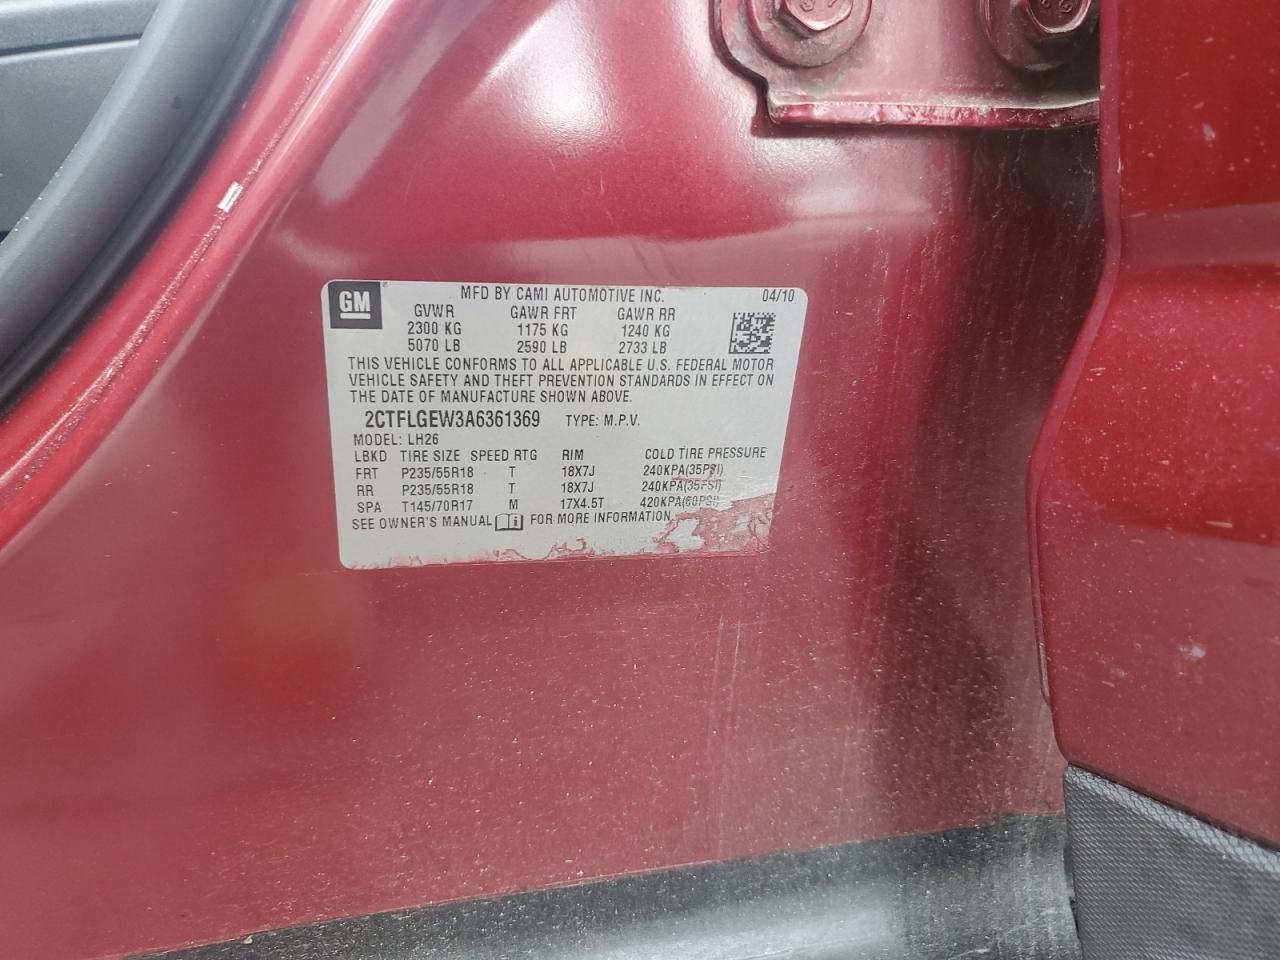 GM
MFD BY CAMI AUTOMOTIVE INC. 04/10
GVWR GAWR FRT GAWR RR
2300 KG 1175 KG 1240 KG
5070 LB 2590 LB 2733 LB
THIS VEHICLE CONFORMS TO ALL APPLICABLE U.S. FEDERAL MOTOR
VEHICLE SAFETY AND THEFT PREVENTION STANDARDS IN EFFECT ON
THE DATE OF MANUFACTURE SHOWN ABOVE.
2CTFLGEW3A6361369 TYPE: M.P.V.
MODEL: LH26
LBKD TIRE SIZE SPEED RTG RIM COLD TIRE PRESSURE
FRT P235/55R18 T 18X7J 240KPA(35PSI)
RR P235/55R18 T 18X7J 240KPA(35PSI)
SPA T145/70R17 M 17X4.5T 420KPA(60PSI)
SEE OWNER'S MANUAL FOR MORE INFORMATION.